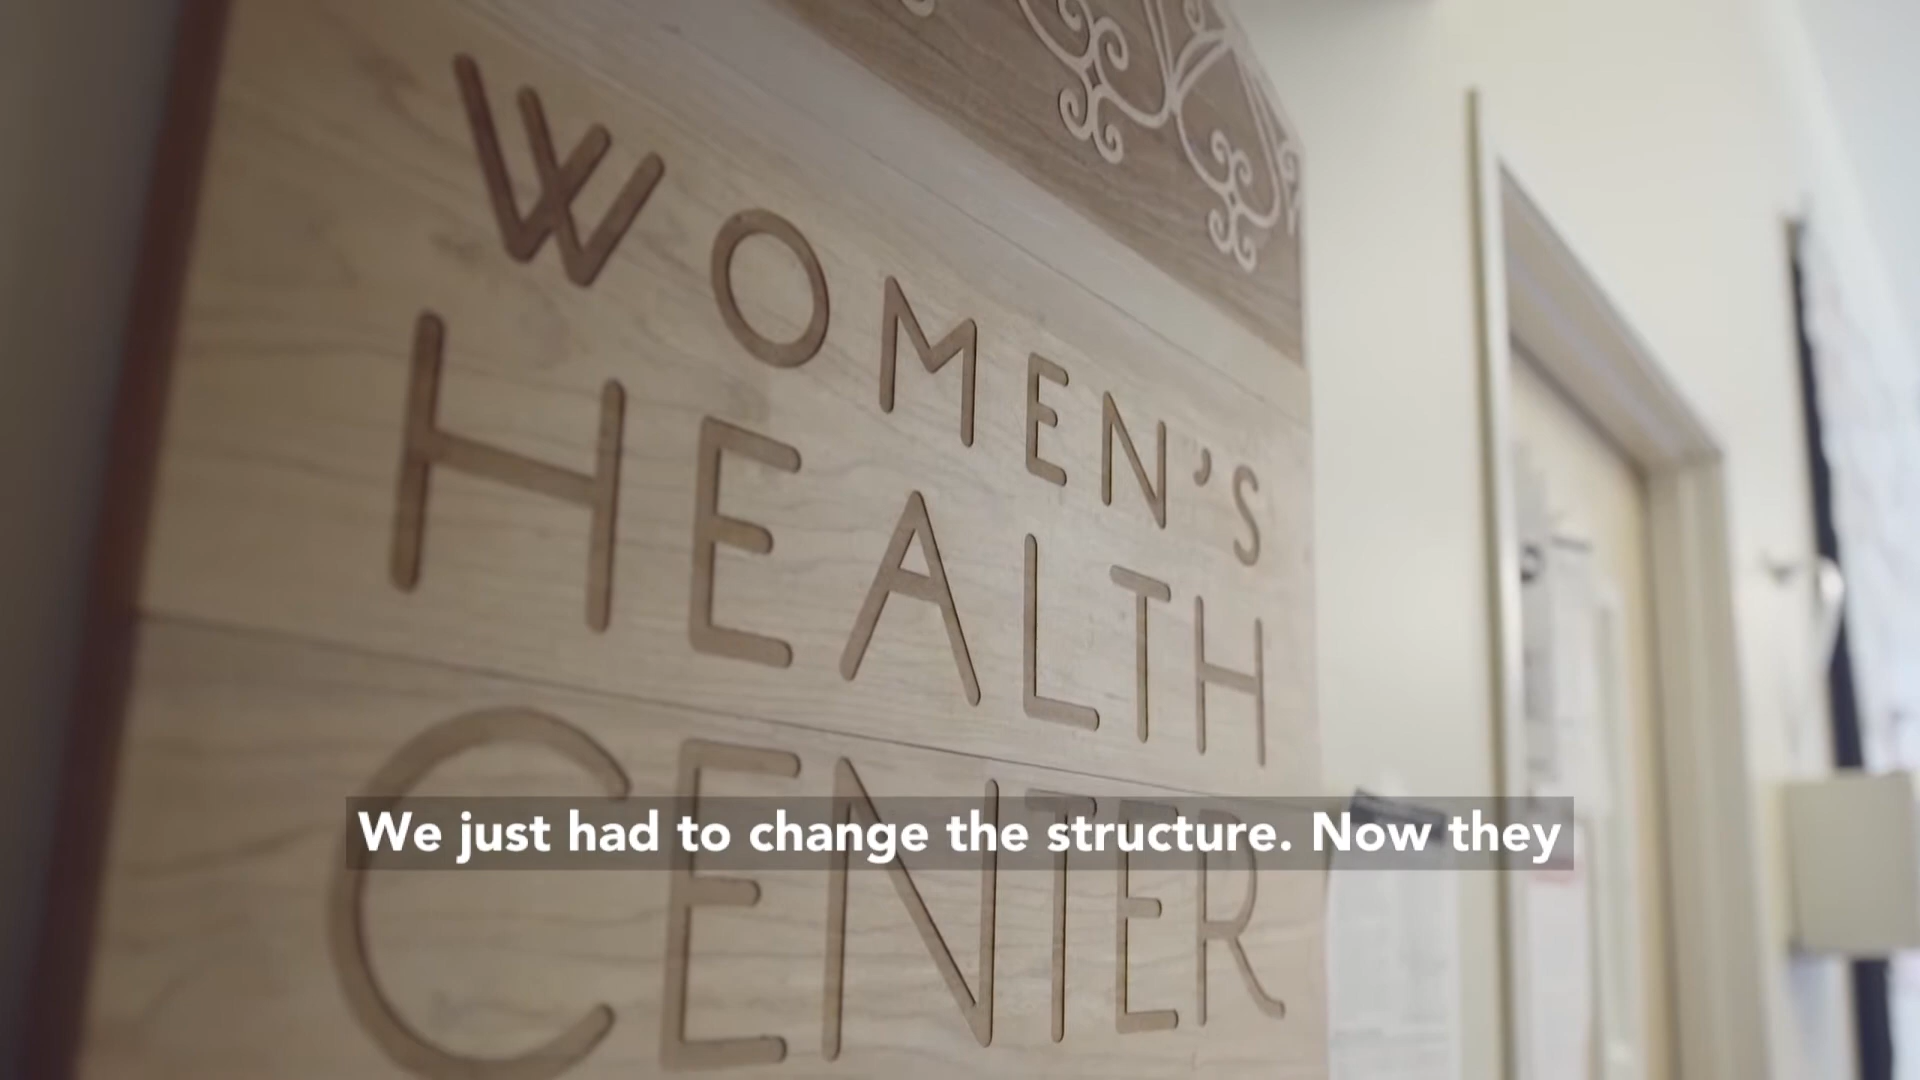 WOMEN'S
HEALTH
CENTER
We just had to change the structure. Now they